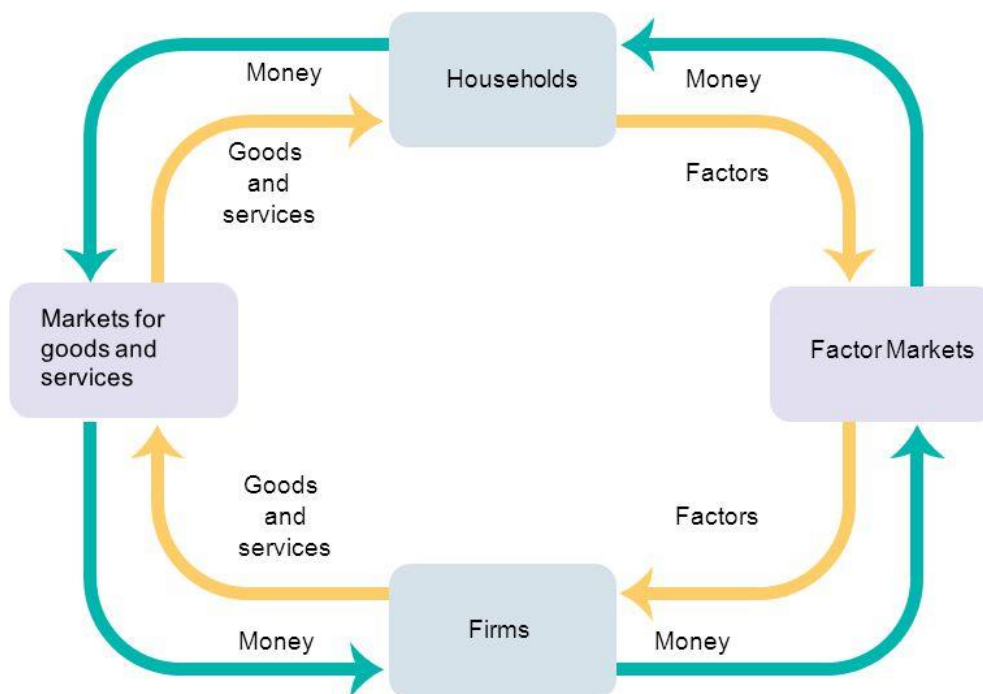 Households
Money
Money
Goods
and
services
Factors
Markets for
goods and
services
Factor Markets
Goods
and
services
Factors
Firms
Money
Money